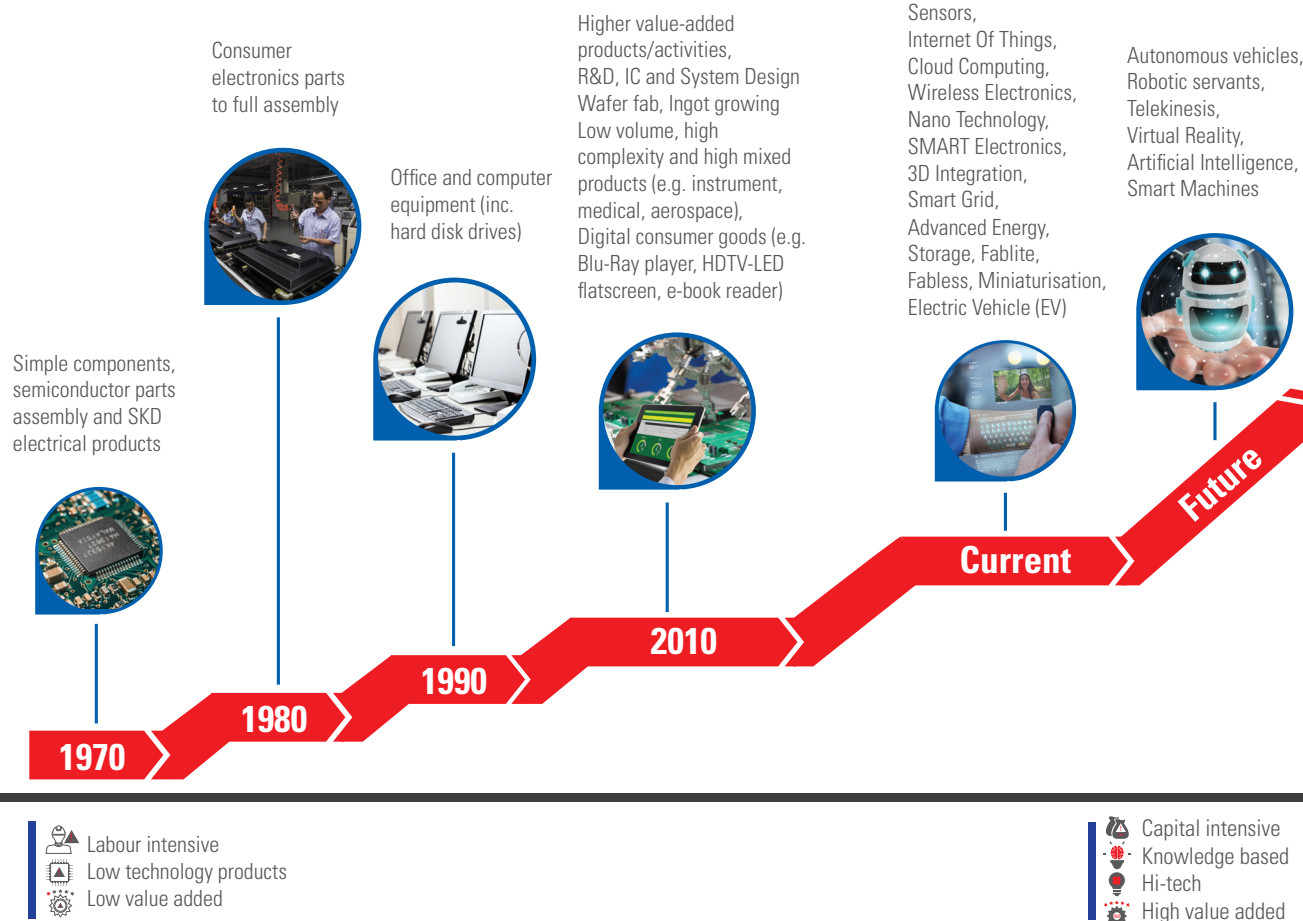 Simple components,
semiconductor parts
assembly and SKD
electrical products
Consumer
electronics parts
to full assembly
Office and computer
equipment (inc.
hard disk drives)
Higher value-added
products/activities,
R&D, IC and System Design
Wafer fab, Ingot growing
Low volume, high
complexity and high mixed
products (e.g. instrument,
medical, aerospace),
Digital consumer goods (e.g.
Blu-Ray player, HDTV-LED
flatscreen, e-book reader)
Sensors,
Internet Of Things,
Cloud Computing,
Wireless Electronics,
Nano Technology,
SMART Electronics,
3D Integration,
Smart Grid,
Advanced Energy,
Storage, Fablite,
Fabless, Miniaturisation,
Electric Vehicle (EV)
Autonomous vehicles,
Robotic servants,
Telekinesis,
Virtual Reality,
Artificial Intelligence,
Smart Machines
MALAYSIA
1970
1980
1990
2010
Current
Future
Labour intensive
Low technology products
Low value added
Capital intensive
Knowledge based
Hi-tech
High value added